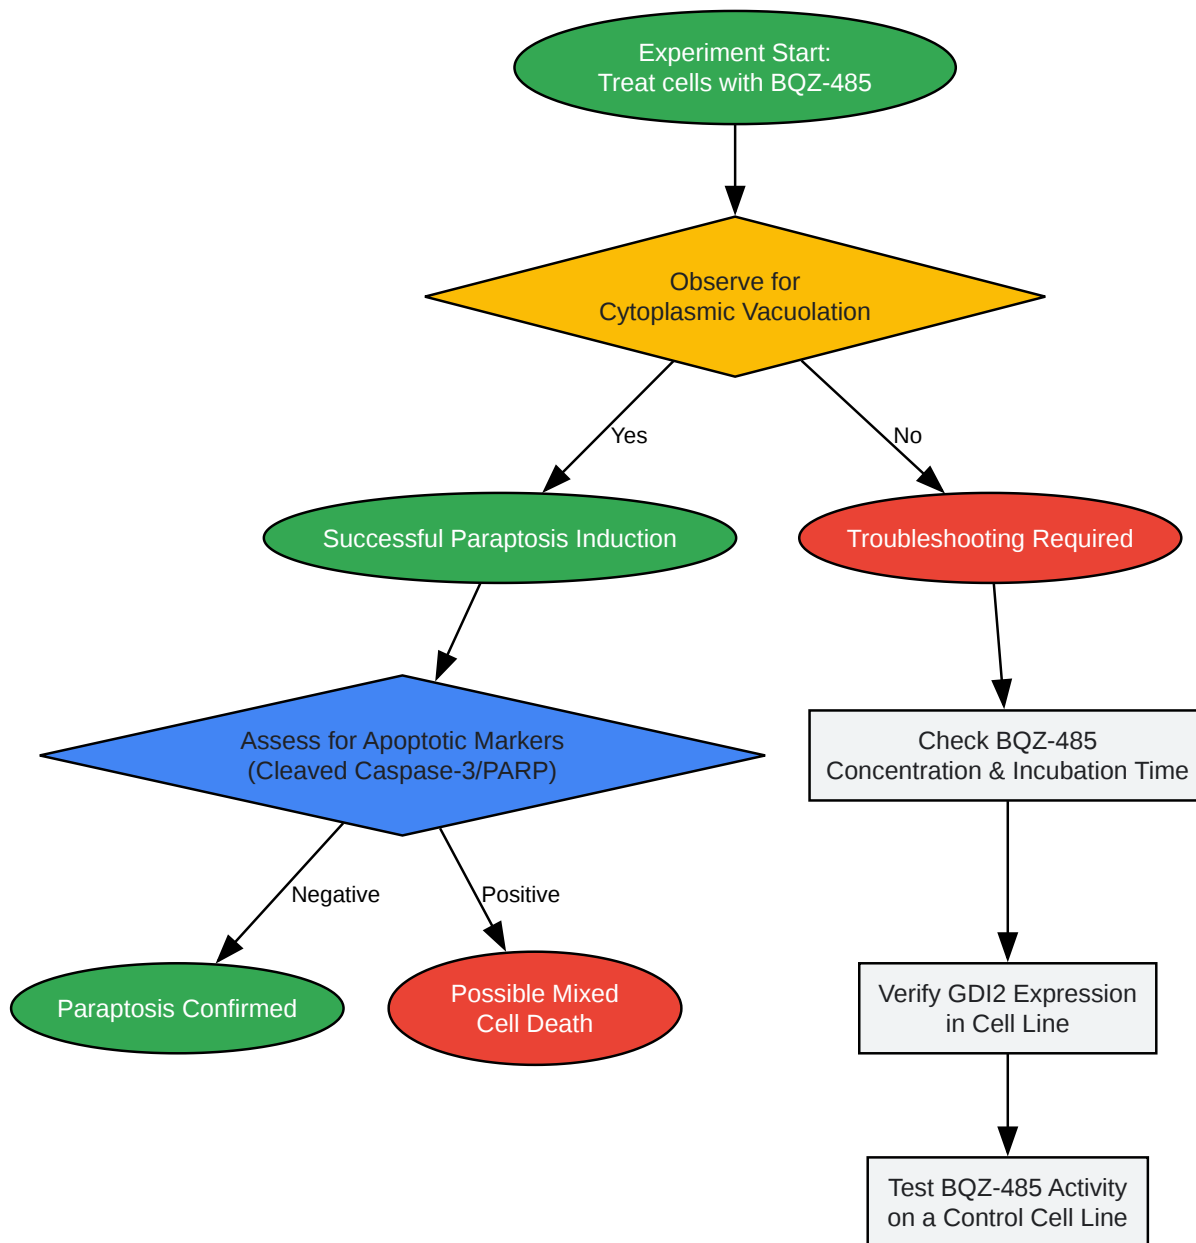 Experiment Start:
Treat cells with BQZ-485
Observe for
Cytoplasmic Vacuolation
Yes
No
Successful Paraptosis Induction
Troubleshooting Required
Assess for Apoptotic Markers
(Cleaved Caspase-3/PARP)
Check BQZ-485
Concentration & Incubation Time
Negative
Positive
Paraptosis Confirmed
Possible Mixed
Cell Death
Verify GDI2 Expression
in Cell Line
Test BQZ-485 Activity
on a Control Cell Line